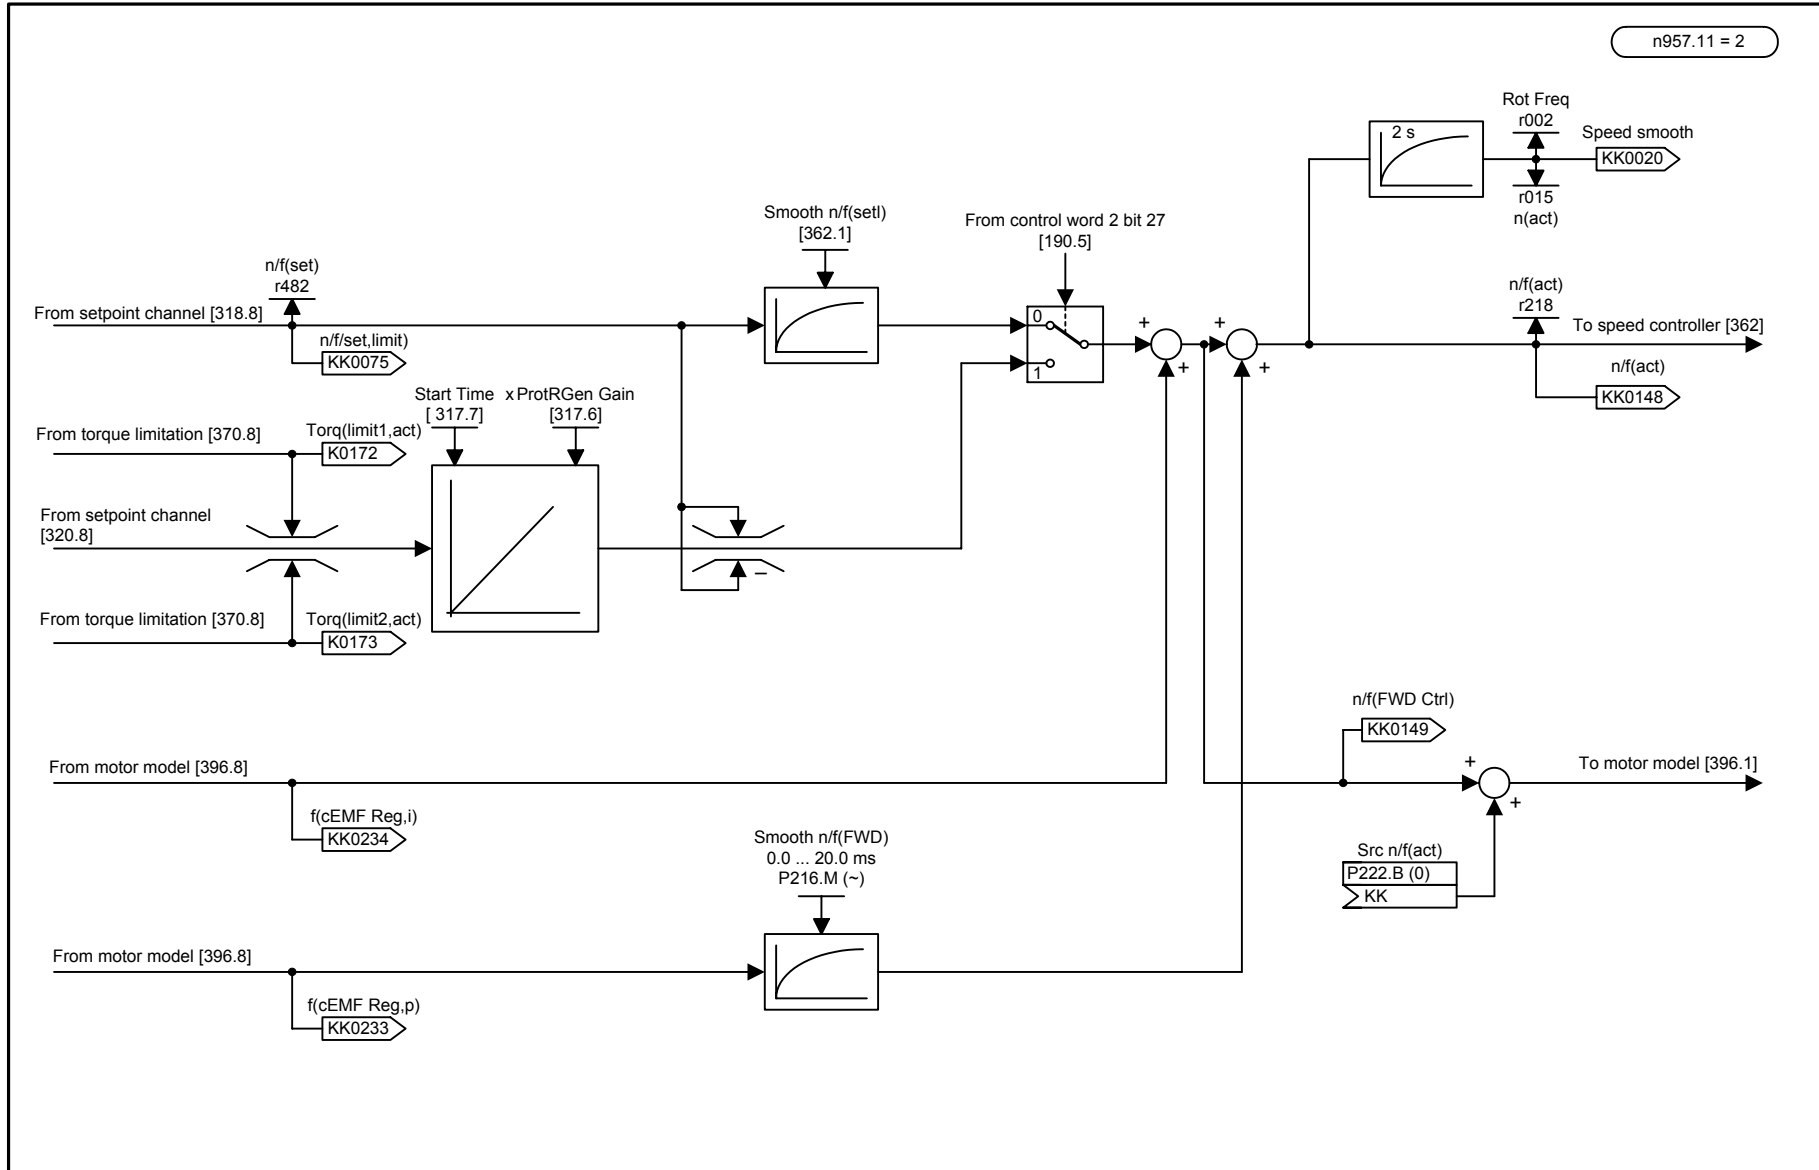 n957.11 = 2
Rot Freq
r002
2 s
Speed smooth
KK0020
r015
n(act)
Smooth n/f(setl)
[362.1]
From control word 2 bit 27
[190.5]
n/f(set)
r482
From setpoint channel [318.8]
n/f/set,limit)
KK0075
0
1
+
+
+
+
n/f(act)
r218
To speed controller [362]
n/f(act)
KK0148
Start Time x ProtRGen Gain
[ 317.7] [317.6]
From torque limitation [370.8]
Torq(limit1,act)
K0172
From setpoint channel
[320.8]
–
From torque limitation [370.8]
Torq(limit2,act)
K0173
n/f(FWD Ctrl)
KK0149
From motor model [396.8]
+
+
To motor model [396.1]
f(cEMF Reg,i)
KK0234
Smooth n/f(FWD)
0.0 ... 20.0 ms
P216.M (~)
Src n/f(act)
P222.B (0)
KK
From motor model [396.8]
f(cEMF Reg,p)
KK0233